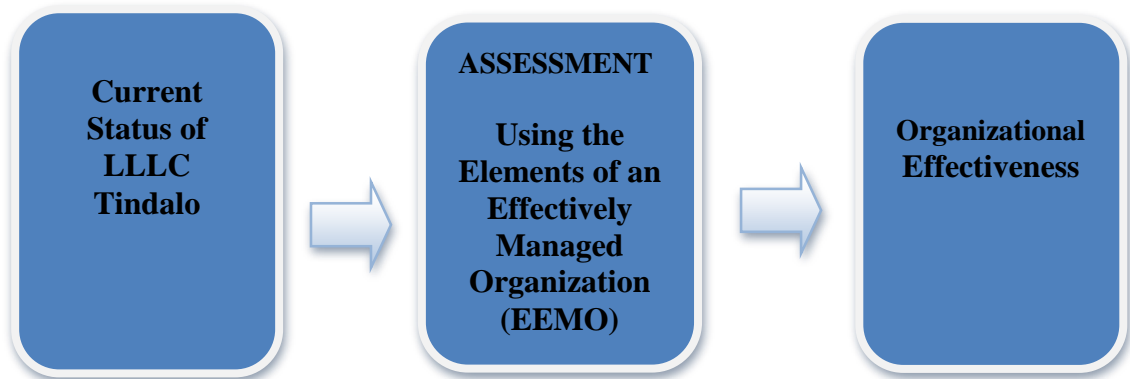 Current
Status of
LLLC
Tindalo
ASSESSMENT
Using the
Elements of an
Effectively
Managed
Organization
(EEMO)
Organizational
Effectiveness